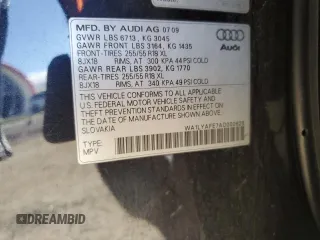 MFD. BY AUDI AG 07 09
GVWR LBS 6713 , KG 3045
GAWR FRONT LBS 3164, KG 1435
FRONT-TIRES: 255/55 R18 XL
8JX18 RIMS, AT 300 KPA 44 PSI COLD
GAWR REAR LBS 3902, KG 1770
REAR-TIRES 255/55 R18 XL
8JX18 RIMS, AT 340 KPA 49 PSI COLD
Audi
THIS VEHICLE CONFORMS TO ALL APPLICABLE
U.S. FEDERAL MOTOR VEHICLE SAFETY
AND THEFT PREVENTION STANDARDS IN EFFECT ON
THE DATE OF MANUFACTURE SHOWN ABOVE.
SLOVAKIA
TYPE:
MPV